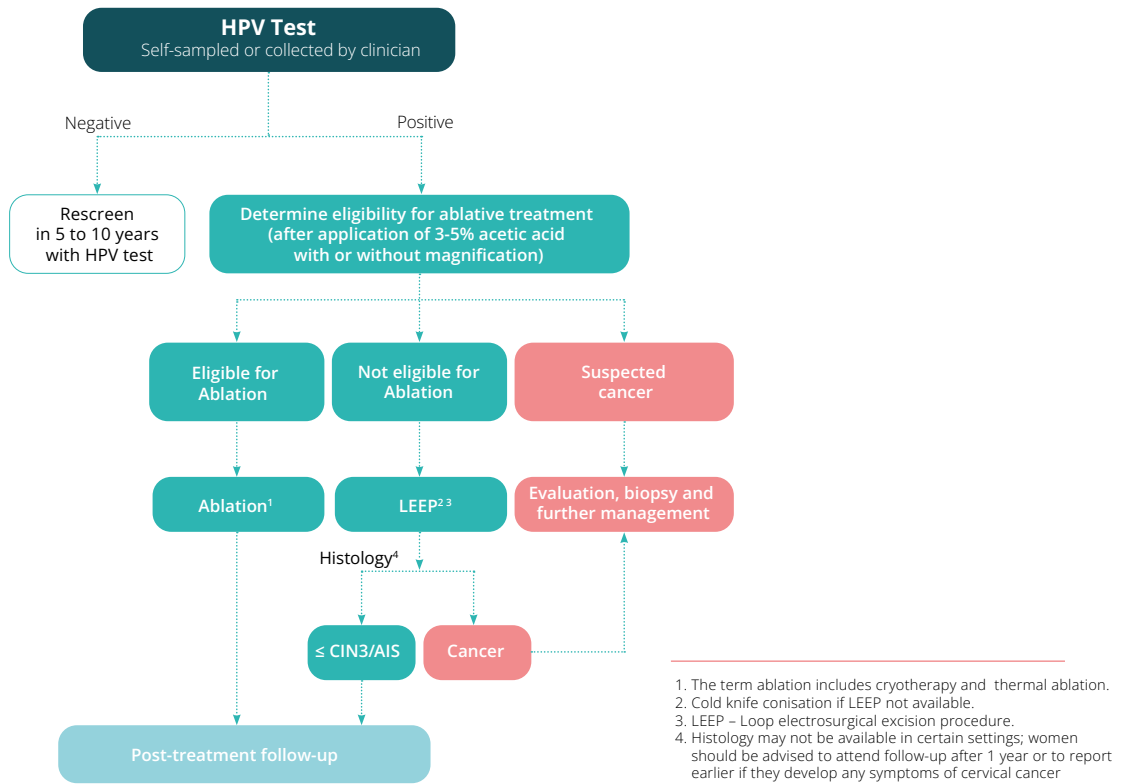 HPV Test
Self-sampled or collected by clinician
Negative
Positive
Rescreen
in 5 to 10 years
with HPV test
Determine eligibility for ablative treatment
(after application of 3-5% acetic acid
with or without magnification)
Eligible for
Ablation
Not eligible for
Ablation
Suspected
cancer
Ablation¹
LEEP² ³
Evaluation, biopsy and
further management
Histology⁴
≤ CIN3/AIS
Cancer
Post-treatment follow-up
1. The term ablation includes cryotherapy and thermal ablation.
2. Cold knife conisation if LEEP not available.
3. LEEP – Loop electrosurgical excision procedure.
4. Histology may not be available in certain settings; women
should be advised to attend follow-up after 1 year or to report
earlier if they develop any symptoms of cervical cancer